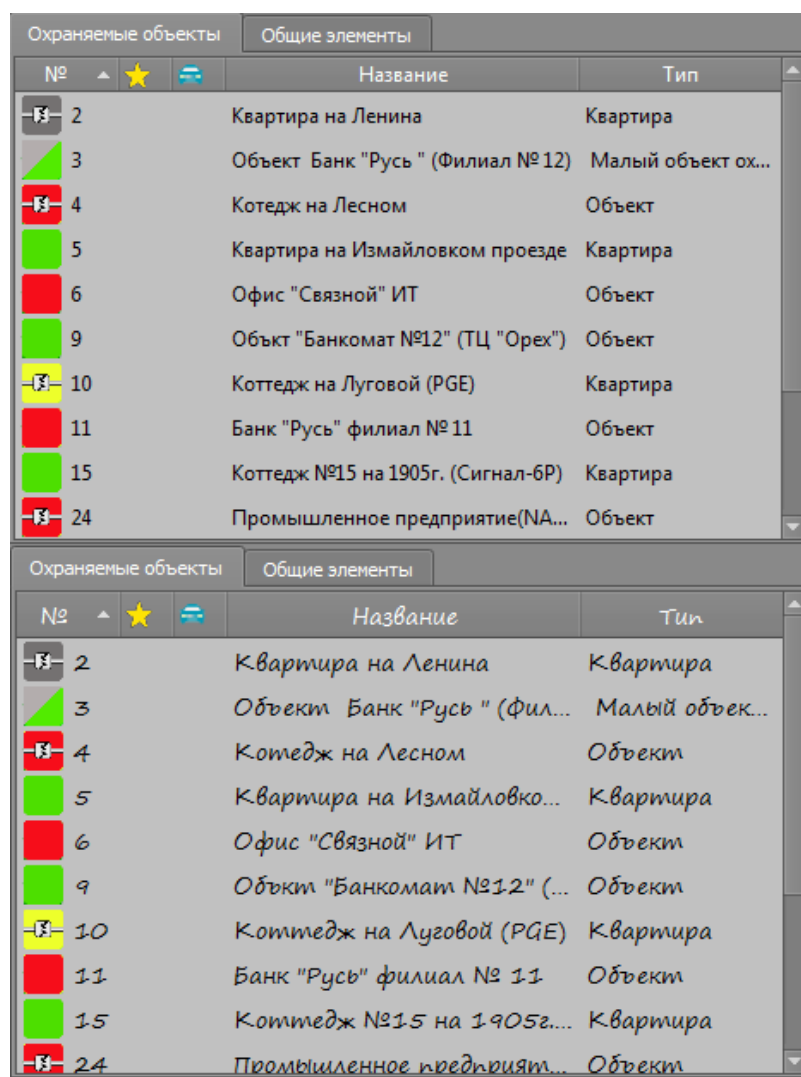 Охраняемые объекты Общие элементы
№ Название Тип
2 Квартира на Ленина Квартира
3 Объект Банк "Русь " (Филиал № 12) Малый объект ох...
4 Котедж на Лесном Объект
5 Квартира на Измайловком проезде Квартира
6 Офис "Связной" ИТ Объект
9 Объкт "Банкомат №12" (ТЦ "Орех") Объект
10 Коттедж на Луговой (PGE) Квартира
11 Банк "Русь" филиал № 11 Объект
15 Коттедж №15 на 1905г. (Сигнал-6Р) Квартира
24 Промышленное предприятие(NA... Объект
Охраняемые объекты Общие элементы
№ Название Тип
2 Квартира на Ленина Квартира
3 Объект Банк "Русь " (Фил... Малый объек...
4 Котедж на Лесном Объект
5 Квартира на Измайловко... Квартира
6 Офис "Связной" ИТ Объект
9 Объкт "Банкомат №12" (... Объект
10 Коттедж на Луговой (PGE) Квартира
11 Банк "Русь" филиал № 11 Объект
15 Коттедж №15 на 1905г.... Квартира
24 Промышленное предприят... Объект